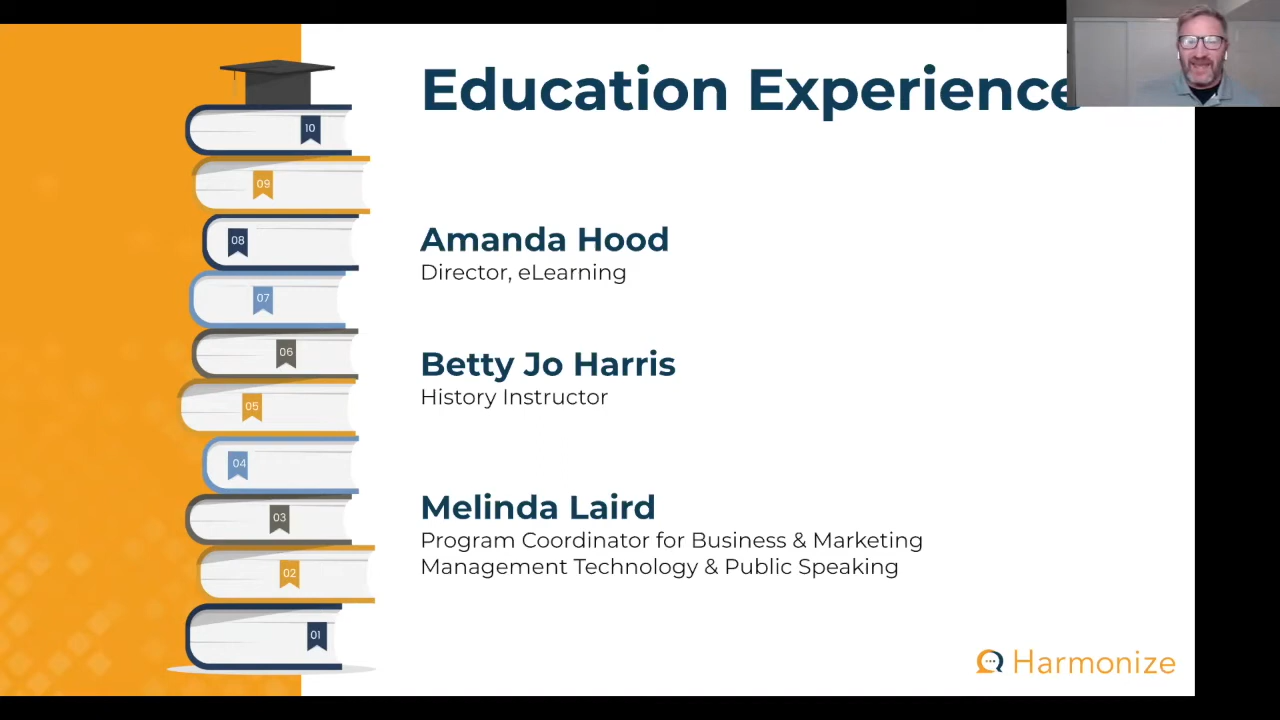 Education Experience
10
09
08
07
06
05
04
03
02
01
Amanda Hood
Director, eLearning
Betty Jo Harris
History Instructor
Melinda Laird
Program Coordinator for Business & Marketing
Management Technology & Public Speaking
Harmonize